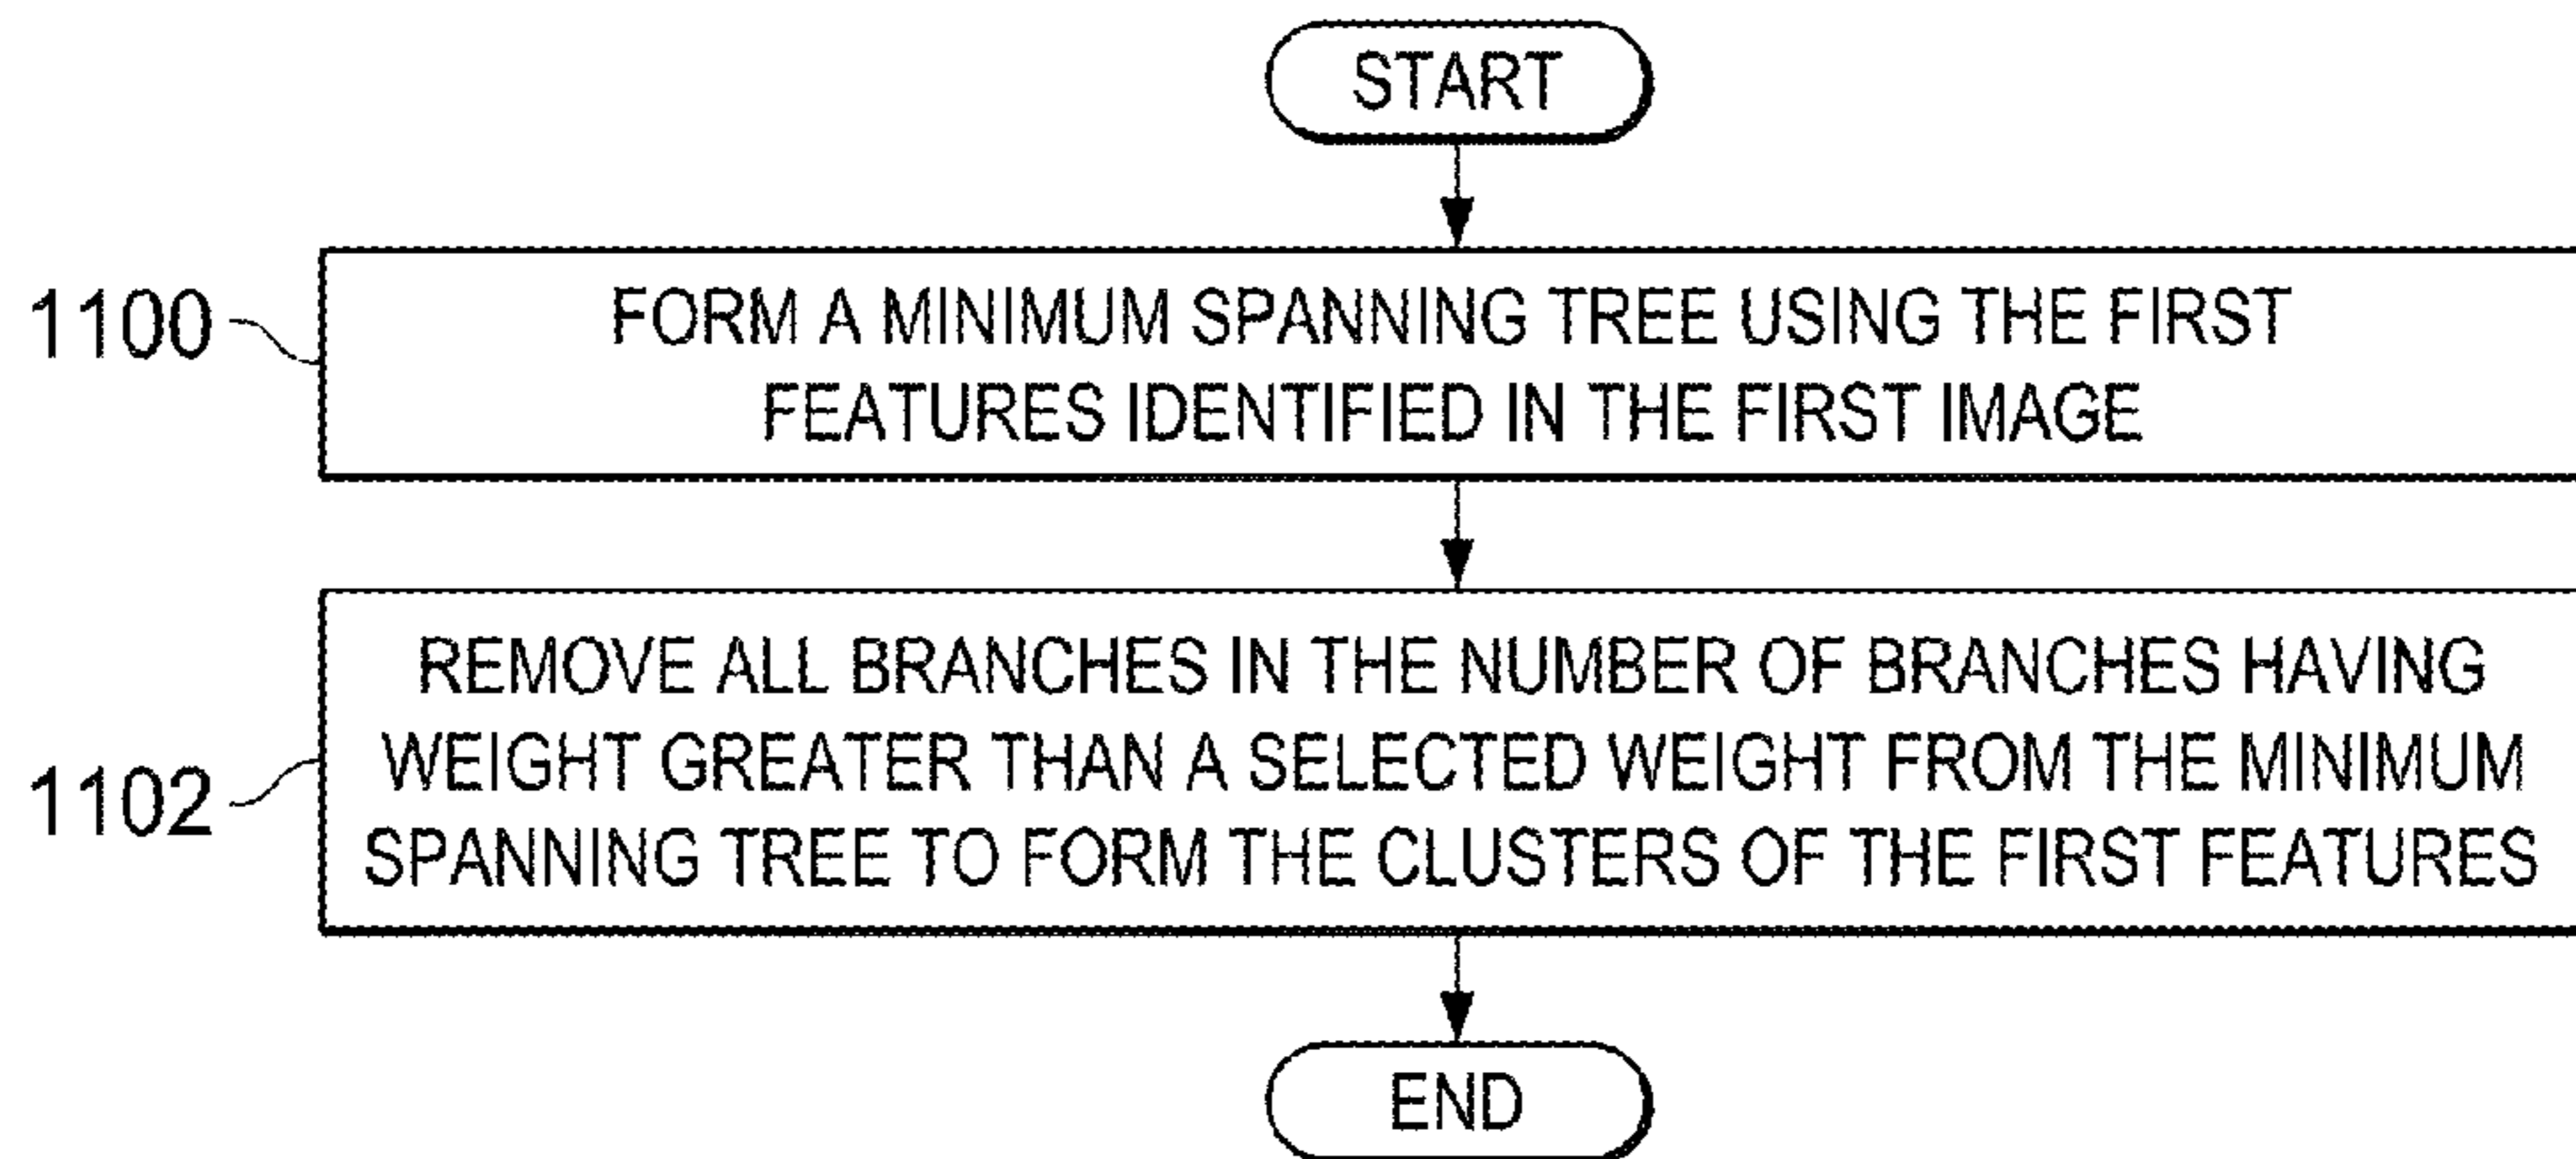 START
1100
FORM A MINIMUM SPANNING TREE USING THE FIRST
FEATURES IDENTIFIED IN THE FIRST IMAGE
1102
REMOVE ALL BRANCHES IN THE NUMBER OF BRANCHES HAVING
WEIGHT GREATER THAN A SELECTED WEIGHT FROM THE MINIMUM
SPANNING TREE TO FORM THE CLUSTERS OF THE FIRST FEATURES
END